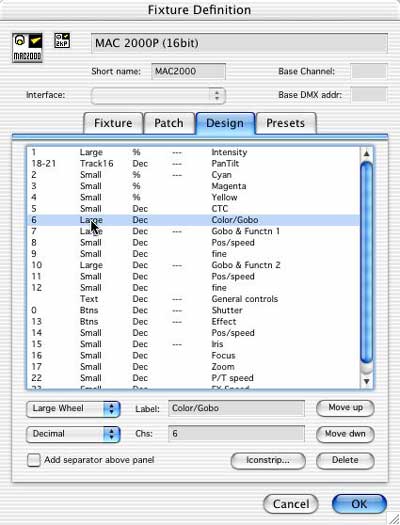 Fixture Definition
MAC2000
2KP
MAC 2000P (16bit)
Short name: MAC2000 Base Channel:
Interface: Base DMX addr:
Fixture Patch Design Presets
1 Large % --- Intensity
18-21 Track16 Dec --- PanTilt
2 Small % --- Cyan
3 Small % Magenta
4 Small % Yellow
5 Small Dec CTC
6 Large Dec Color/Gobo
7 Large Dec --- Gobo & Functn 1
8 Small Dec Pos/speed
9 Small Dec fine
10 Large Dec --- Gobo & Functn 2
11 Small Dec Pos/speed
12 Small Dec fine
Text Dec --- General controls
0 Btns Dec --- Shutter
13 Btns Dec --- Effect
14 Small Dec Pos/speed
15 Small Dec --- Iris
16 Small Dec Focus
17 Small Dec Zoom
22 Small Dec P/T speed
23 Small Dec FX Speed
Large Wheel Label: Color/Gobo Move up
Decimal Chs: 6 Move dwn
Add separator above panel Iconstrip... Delete
Cancel OK